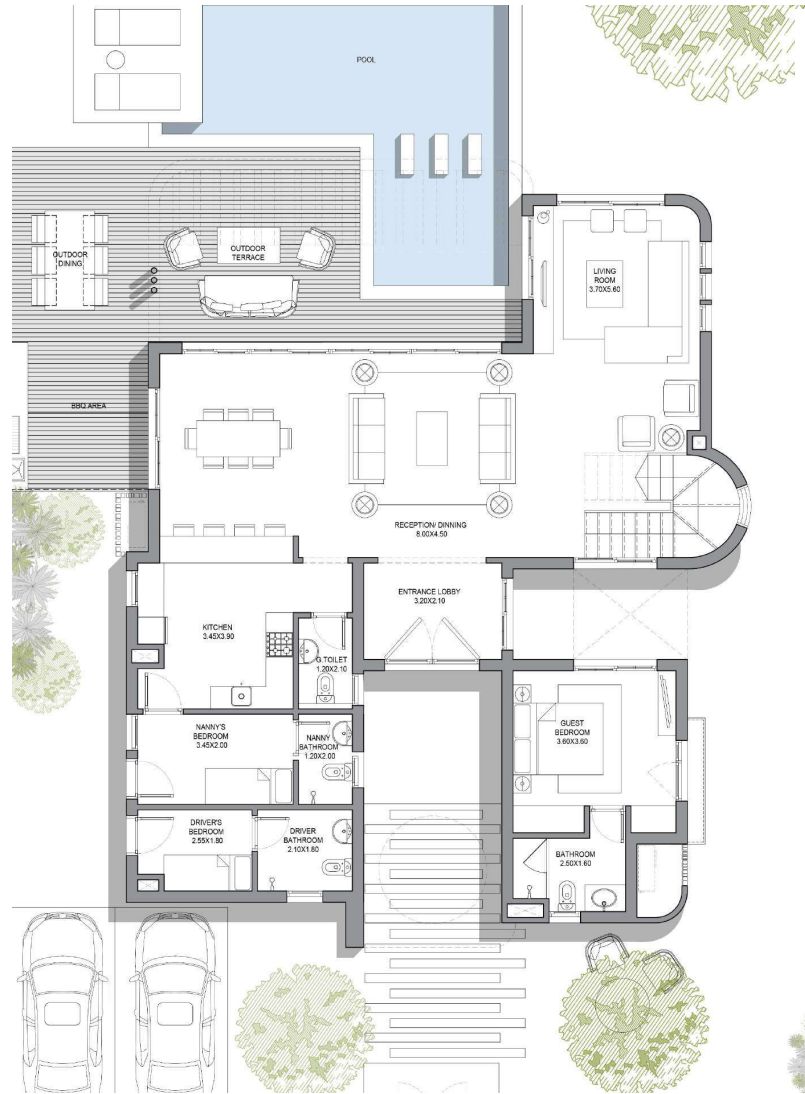 POOL
OUTDOOR
DINING
OUTDOOR
TERRACE
LIVING
ROOM
3.70X5.60
BBQ AREA
RECEPTION/ DINNING
8.00X4.50
ENTRANCE LOBBY
3.20X2.10
KITCHEN
3.45X3.90
G.TOILET
1.20X2.10
NANNY'S
BEDROOM
3.45X2.00
NANNY
BATHROOM
1.20X2.00
GUEST
BEDROOM
3.60X3.60
DRIVER'S
BEDROOM
2.55X1.80
DRIVER
BATHROOM
2.10X1.80
BATHROOM
2.50X1.60